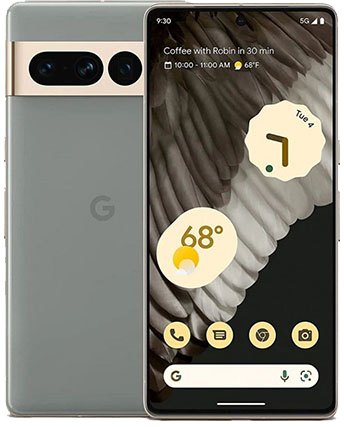 9:30
5G
Coffee with Robin in 30 min
10:00 - 11:00 AM 68°F
Tue 4
68°
G
G